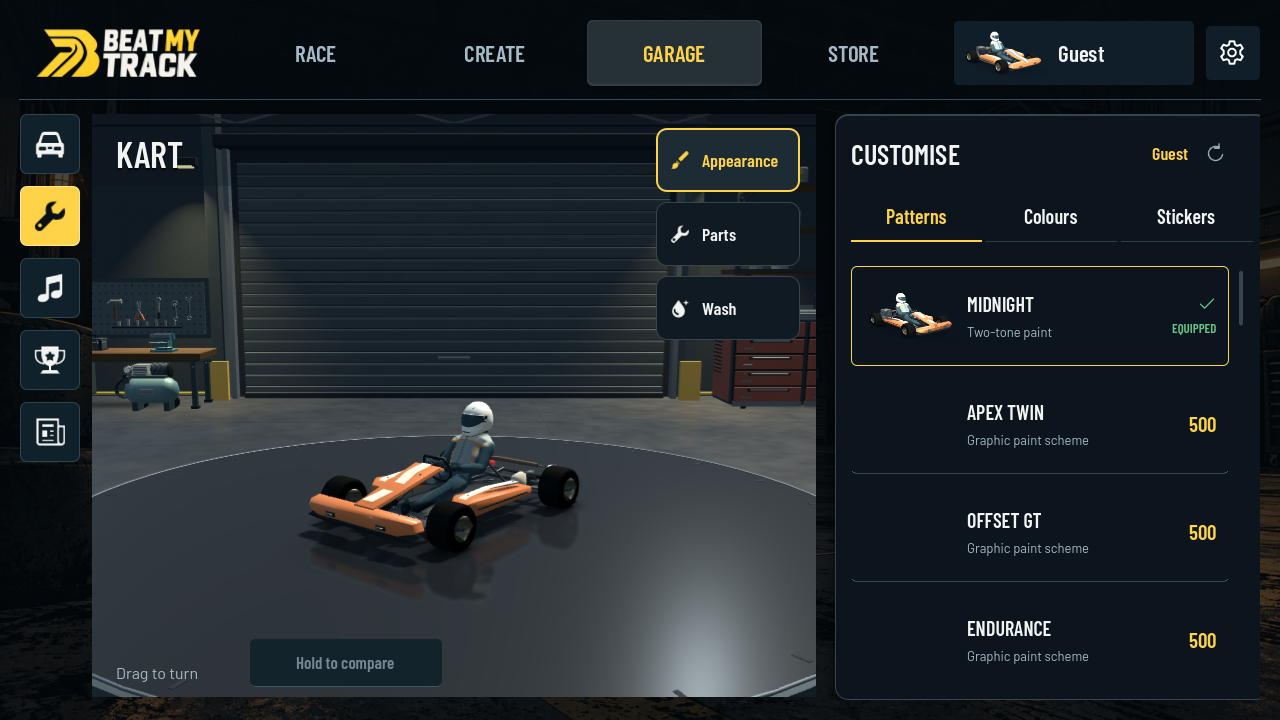 BEATMY
TRACK
RACE
CREATE
GARAGE
STORE
Guest
KART
Appearance
Parts
Wash
Drag to turn
Hold to compare
CUSTOMISE
Guest
Patterns
Colours
Stickers
MIDNIGHT
Two-tone paint
EQUIPPED
APEX TWIN
Graphic paint scheme
500
OFFSET GT
Graphic paint scheme
500
ENDURANCE
Graphic paint scheme
500